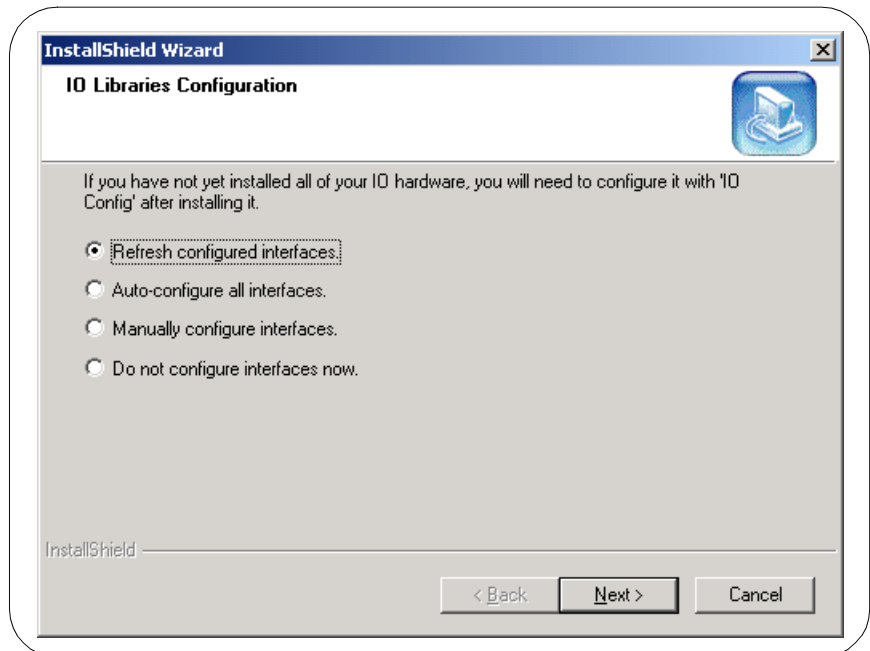 InstallShield Wizard
IO Libraries Configuration
If you have not yet installed all of your IO hardware, you will need to configure it with 'IO
Config' after installing it.
Refresh configured interfaces.
Auto-configure all interfaces.
Manually configure interfaces.
Do not configure interfaces now.
InstallShield
< Back
Next >
Cancel